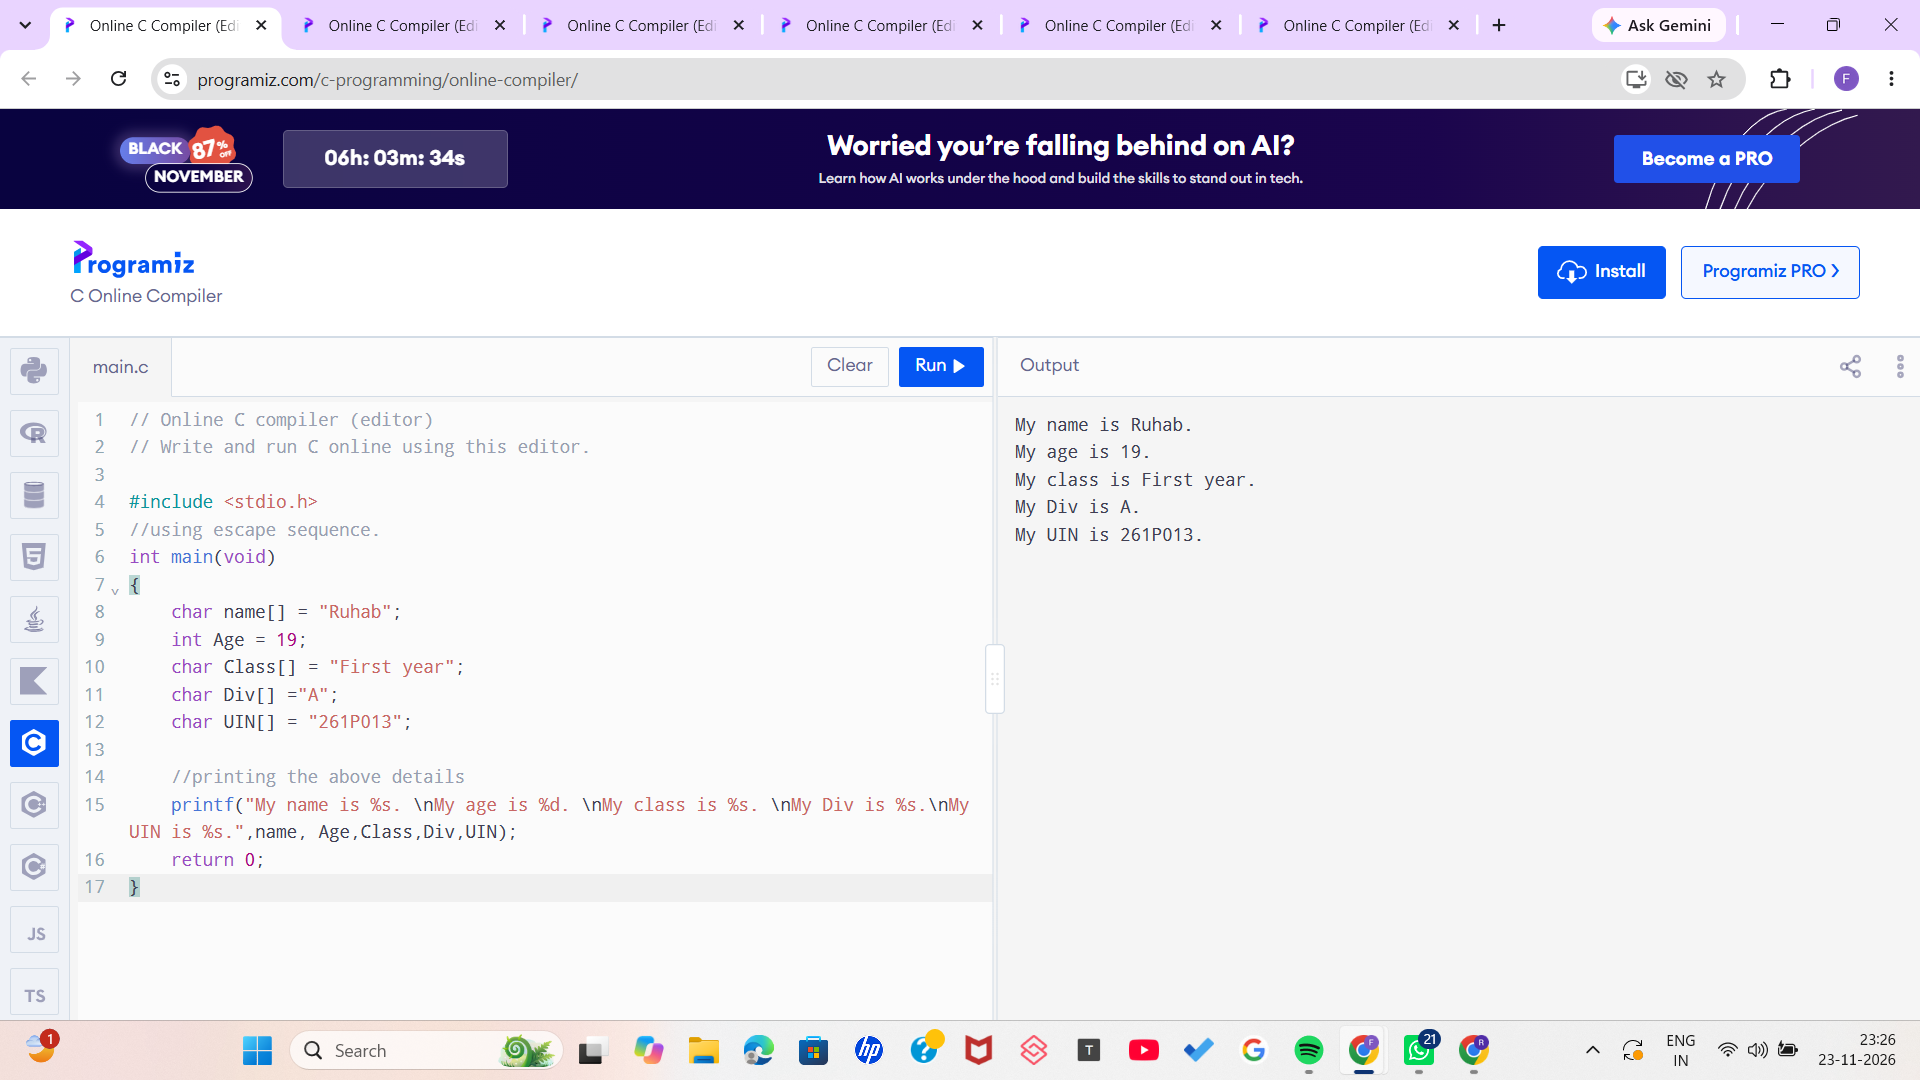 Online C Compiler (Edi
Online C Compiler (Edi
Online C Compiler (Edi
Online C Compiler (Edi
Online C Compiler (Edi
Online C Compiler (Edi
Ask Gemini
programiz.com/c-programming/online-compiler/
F
BLACK
NOVEMBER
87% OFF
06h: 03m: 34s
Worried you’re falling behind on AI?
Learn how AI works under the hood and build the skills to stand out in tech.
Become a PRO
Programiz
C Online Compiler
Install
Programiz PRO
main.c
Clear
Run
Output
1 // Online C compiler (editor)
2 // Write and run C online using this editor.
3
4 #include <stdio.h>
5 //using escape sequence.
6 int main(void)
7 {
8 char name[] = "Ruhab";
9 int Age = 19;
10 char Class[] = "First year";
11 char Div[] ="A";
12 char UIN[] = "261P013";
13
14 //printing the above details
15 printf("My name is %s. \nMy age is %d. \nMy class is %s. \nMy Div is %s.\nMy
UIN is %s.",name, Age,Class,Div,UIN);
16 return 0;
17 }
My name is Ruhab.
My age is 19.
My class is First year.
My Div is A.
My UIN is 261P013.
R
5
C
JS
TS
1
Search
hp
T
F
21
R
ENG
IN
23:26
23-11-2026